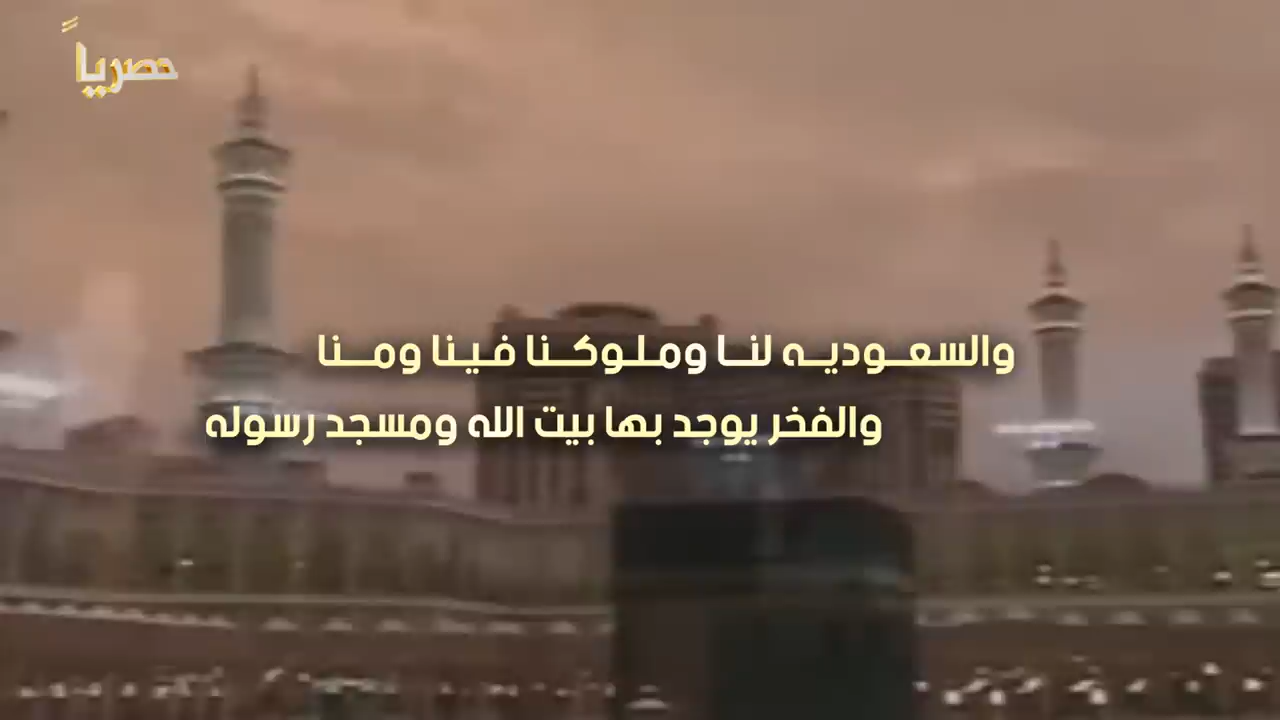 حصرياً
والسعوديه لنا وملوكنا فينا ومنا
والفخر يوجد بها بيت الله ومسجد رسوله